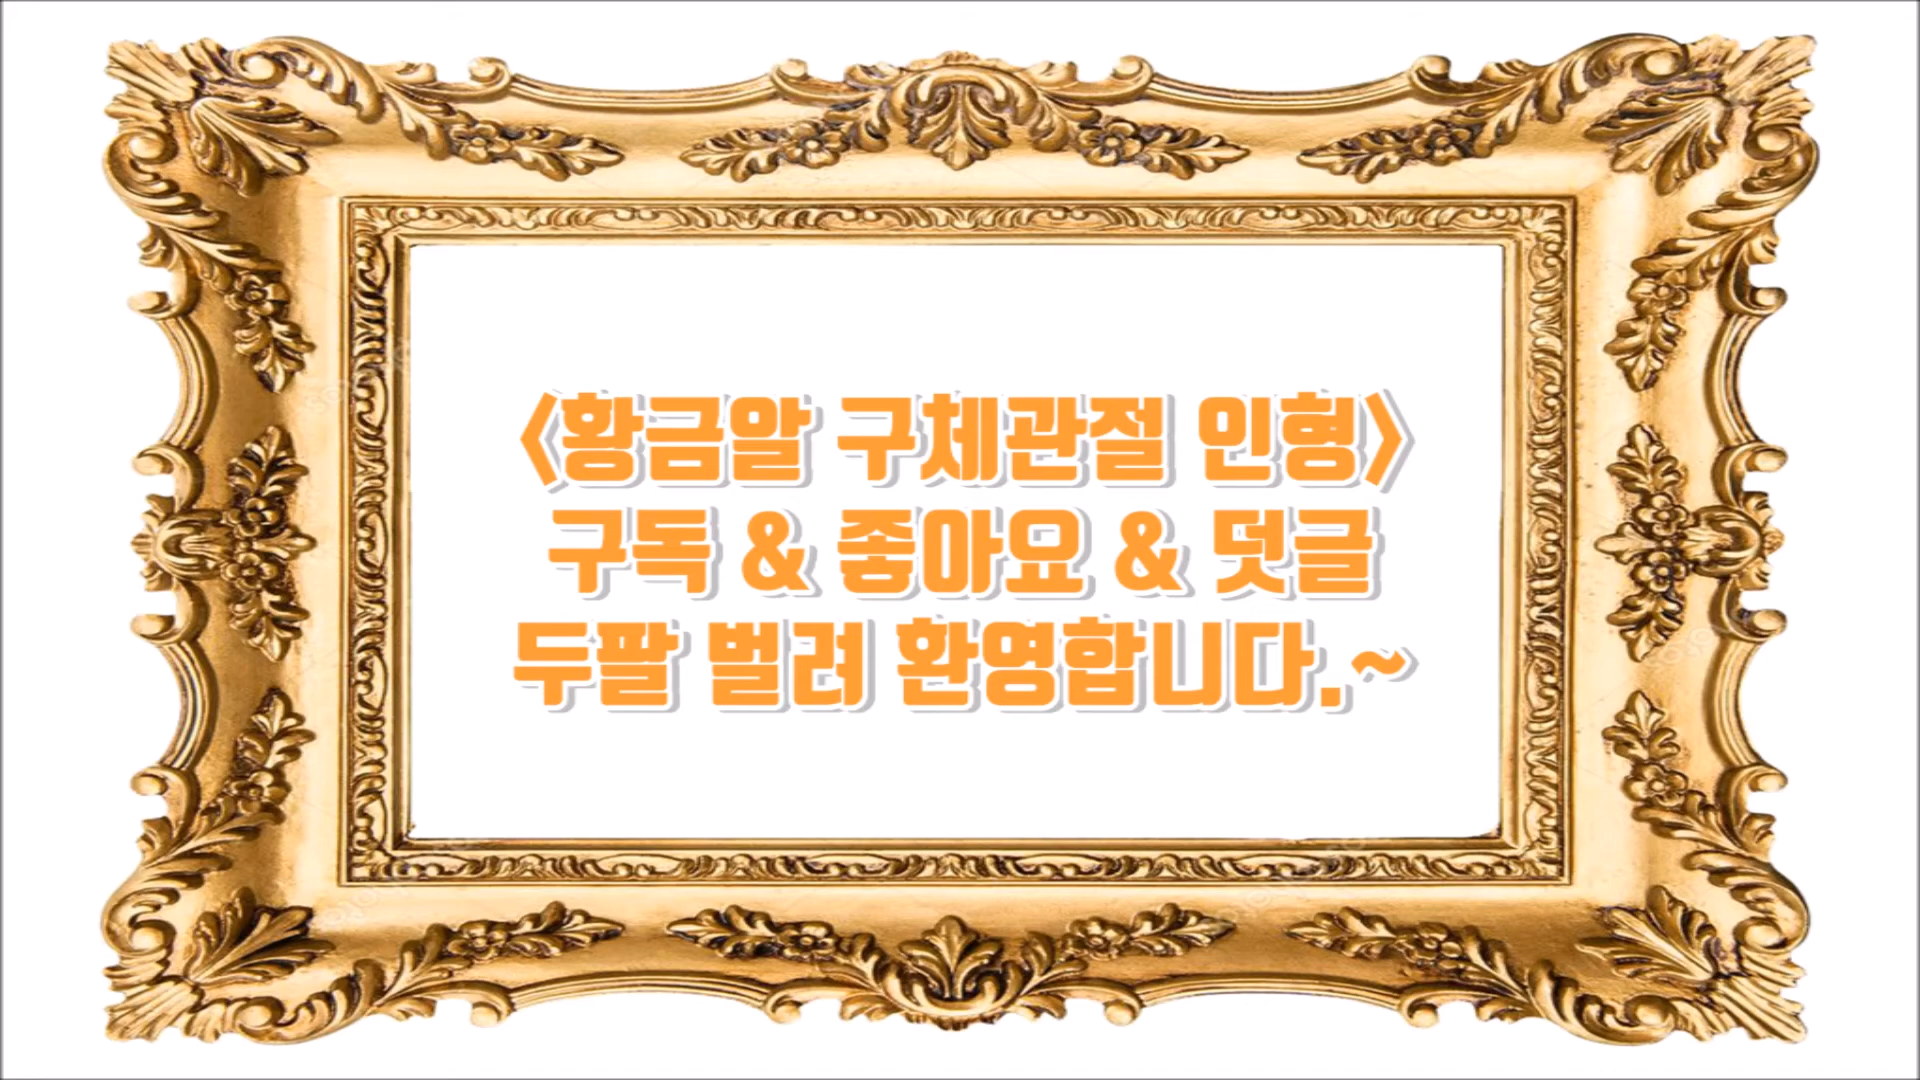 <황금알 구체관절 인형>
구독 & 좋아요 & 덧글
두팔 벌려 환영합니다.~